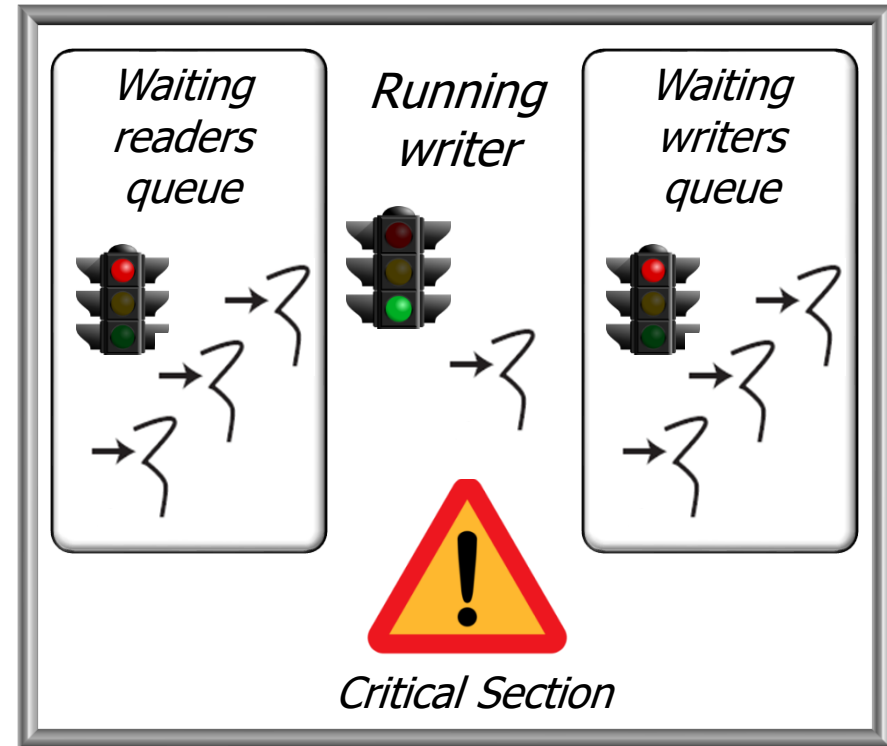 Waiting
readers
queue
Running
writer
Waiting
writers
queue
Critical Section